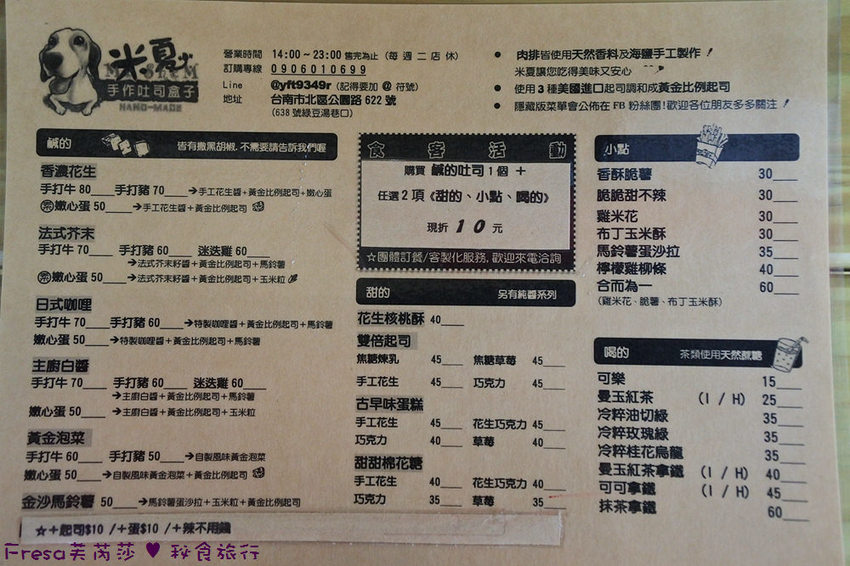 米夏
手作吐司盒子
HAND-MADE
營業時間 14:00~23:00 售完為止 (每週二店休)
訂購專線 0906010699
Line @yft9349r (記得要加 @ 符號)
地址 台南市北區公園路 622 號
(638 號綠豆湯巷口)
● 肉排皆使用天然香料及海鹽手工製作!
米夏讓您吃得美味又安心
● 使用 3 種美國進口起司調和成黃金比例起司
● 隱藏版菜單會公佈在 FB 粉絲團!歡迎各位朋友多多關注!
鹹的 皆有撒黑胡椒, 不需要請告訴我們喔
香濃花生
手打牛 80 手打豬 70 →手工花生醬+黃金比例起司+嫩心蛋
嫩心蛋 50 →手工花生醬+黃金比例起司
法式芥末
手打牛 70 手打豬 60 迷迭雞 60
→法式芥末籽醬+黃金比例起司+馬鈴薯
嫩心蛋 50 →法式芥末籽醬+黃金比例起司+玉米粒
日式咖哩
手打牛 70 手打豬 60 →特製咖哩醬+黃金比例起司+馬鈴薯
嫩心蛋 50 →特製咖哩醬+黃金比例起司+馬鈴薯
主廚白醬
手打牛 70 手打豬 60 迷迭雞 60
→主廚白醬+黃金比例起司+馬鈴薯
嫩心蛋 50 →主廚白醬+黃金比例起司+玉米粒
黃金泡菜
手打牛 60 手打豬 50 →自製風味黃金泡菜
嫩心蛋 50 →自製風味黃金泡菜+黃金比例起司
金沙馬鈴薯 50 →馬鈴薯蛋沙拉+玉米粒+黃金比例起司
☆+起司$10 /+蛋$10 /+辣不用錢
食客活動
購買 鹹的吐司 1 個 +
任選 2 項《甜的、小點、喝的》
現折 10 元
☆團體訂餐/客製化服務, 歡迎來電洽詢
甜的 另有純醬系列
花生核桃酥 40
雙倍起司
焦糖煉乳 45 焦糖草莓 45
手工花生 45 巧克力 45
古早味蛋糕
手工花生 45 花生巧克力 45
巧克力 40 草莓 40
甜甜棉花糖
手工花生 40 花生巧克力 40
巧克力 35 草莓 35
小點
香酥脆薯 30
脆脆甜不辣 30
雞米花 30
布丁玉米酥 30
馬鈴薯蛋沙拉 35
檸檬雞柳條 40
合而為一 60
(雞米花、脆薯、布丁玉米酥)
喝的 茶類使用天然蔗糖
可樂 15
曼玉紅茶 (I / H) 25
冷粹油切綠 35
冷粹玫瑰綠 35
冷粹桂花烏龍 35
曼玉紅茶拿鐵 (I / H) 40
可可拿鐵 (I / H) 45
抹茶拿鐵 60
Fresa芙芮莎 ♥ 秘食旅行